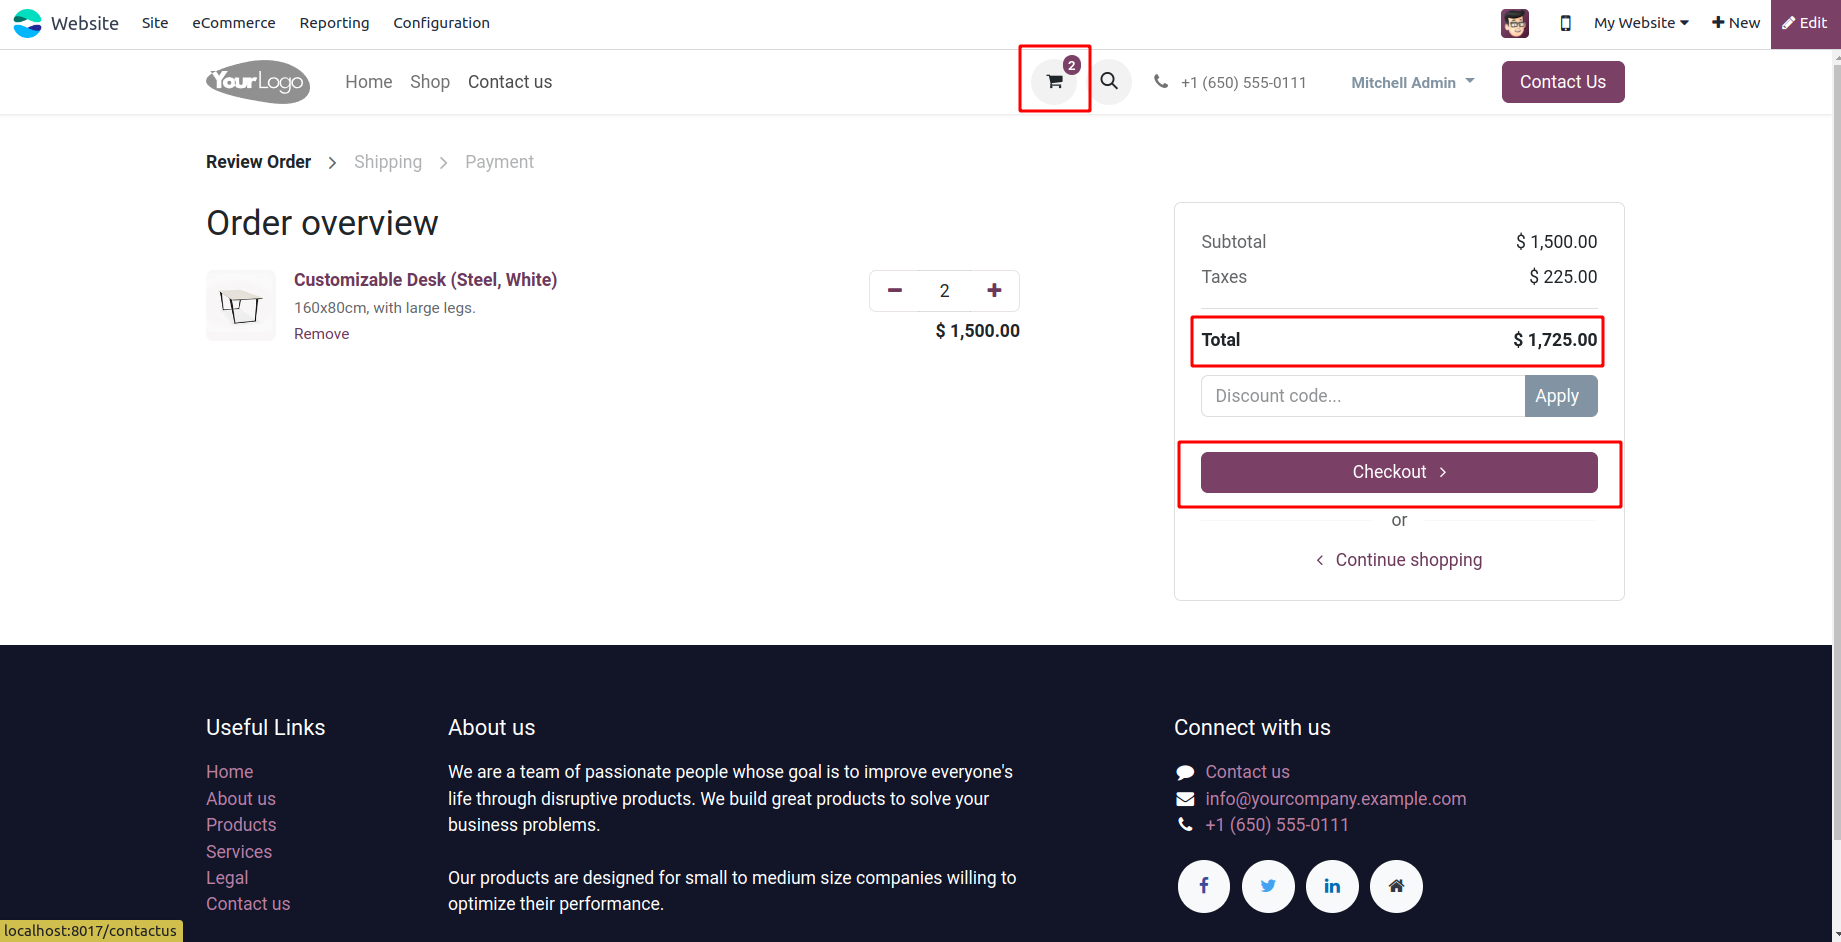 Website Site eCommerce Reporting Configuration My Website New Edit
YourLogo Home Shop Contact us 2 +1 (650) 555-0111 Mitchell Admin Contact Us
Review Order > Shipping > Payment
Order overview
Customizable Desk (Steel, White)
160x80cm, with large legs.
Remove
2
$ 1,500.00
Subtotal $ 1,500.00
Taxes $ 225.00
Total $ 1,725.00
Discount code... Apply
Checkout >
or
< Continue shopping
Useful Links
Home
About us
Products
Services
Legal
Contact us
About us
We are a team of passionate people whose goal is to improve everyone's
life through disruptive products. We build great products to solve your
business problems.
Our products are designed for small to medium size companies willing to
optimize their performance.
Connect with us
Contact us
info@yourcompany.example.com
+1 (650) 555-0111
localhost:8017/contactus